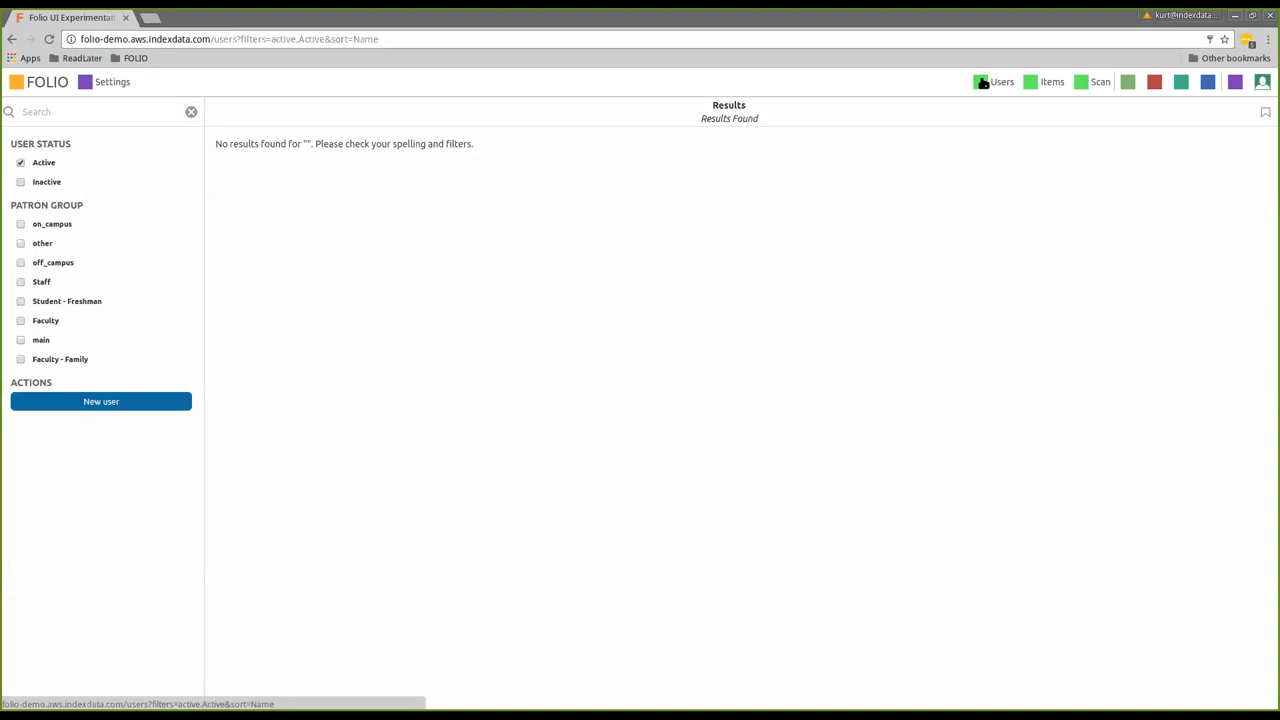 Folio UI Experimentat
kurt@indexdata...
folio-demo.aws.indexdata.com/users?filters=active.Active&sort=Name
Apps ReadLater FOLIO Other bookmarks
FOLIO Settings Users Items Scan
Search
Results
Results Found
No results found for "". Please check your spelling and filters.
USER STATUS
Active
Inactive
PATRON GROUP
on_campus
other
off_campus
Staff
Student - Freshman
Faculty
main
Faculty - Family
ACTIONS
New user
folio-demo.aws.indexdata.com/users?filters=active.Active&sort=Name